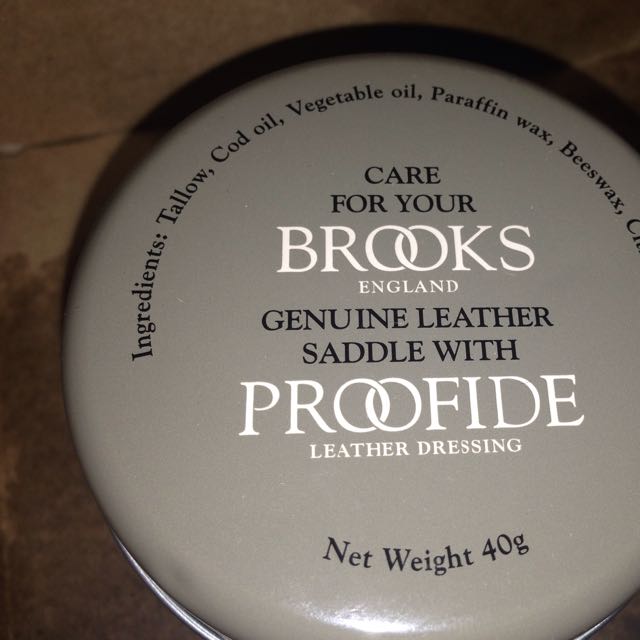 Ingredients: Tallow, Cod oil, Vegetable oil, Paraffin wax, Beeswax,
CARE
FOR YOUR
BROOKS
ENGLAND
GENUINE LEATHER
SADDLE WITH
PROOFIDE
LEATHER DRESSING
Net Weight 40g